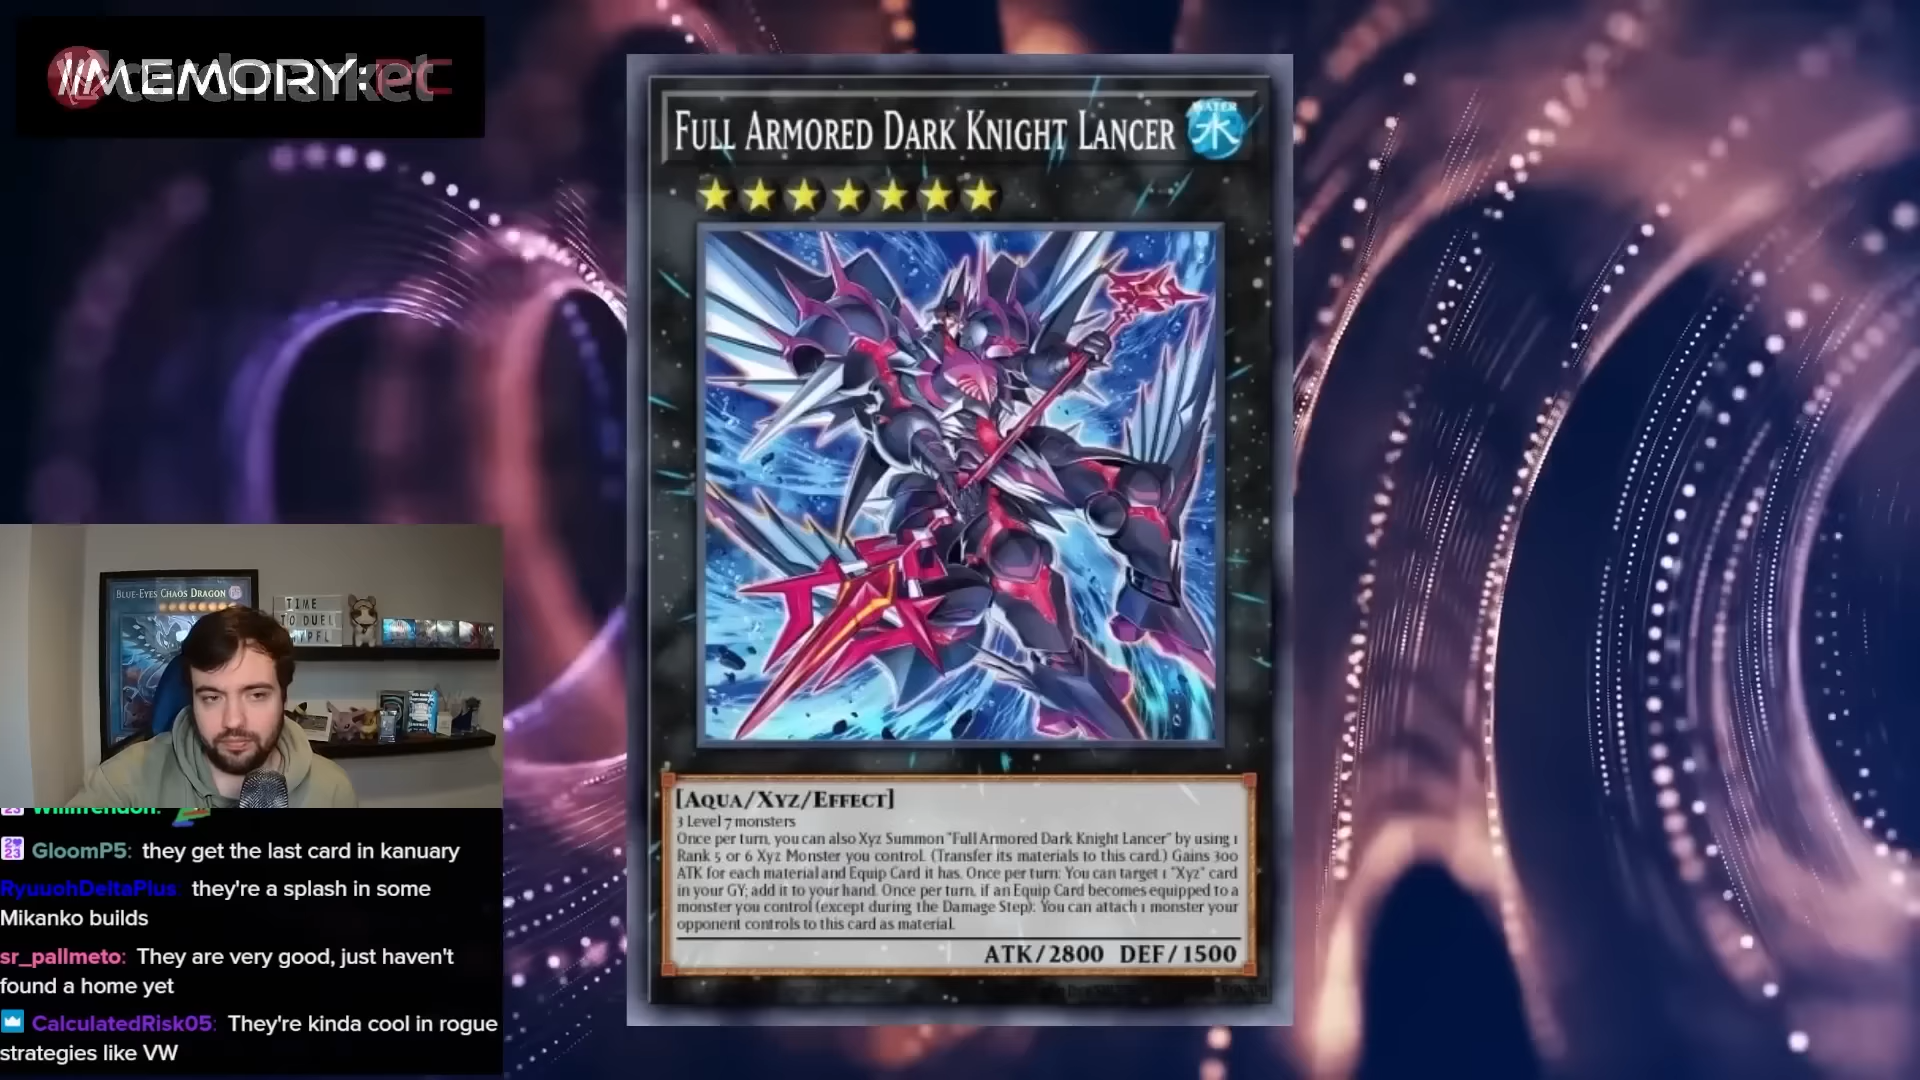 //MEMORY:PC
cardmarket
FULL ARMORED DARK KNIGHT LANCER
WATER
水
[AQUA/XYZ/EFFECT]
3 Level 7 monsters
Once per turn, you can also Xyz Summon "Full Armored Dark Knight Lancer" by using 1
Rank 5 or 6 Xyz Monster you control. (Transfer its materials to this card.) Gains 300
ATK for each material and Equip Card it has. Once per turn: You can target 1 "Xyz" card
in your GY; add it to your hand. Once per turn, if an Equip Card becomes equipped to a
monster you control (except during the Damage Step): You can attach 1 monster your
opponent controls to this card as material.
ATK/2800 DEF/1500
BLUE-EYES CHAOS DRAGON
TIME
TO DUEL
GloomP5: they get the last card in kanuary
RyuuohDeltaPlus: they're a splash in some
Mikanko builds
sr_pallmeto: They are very good, just haven't
found a home yet
CalculatedRisk05: They're kinda cool in rogue
strategies like VW